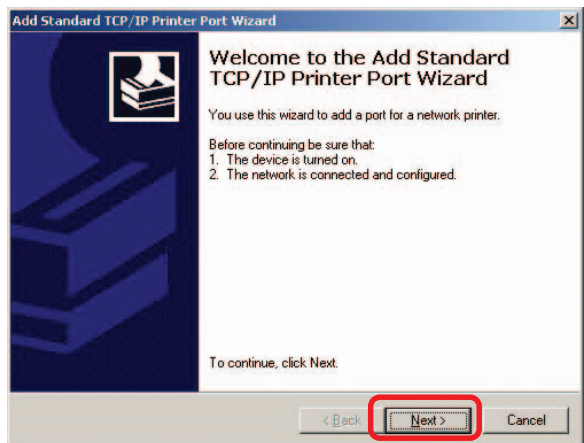 Add Standard TCP/IP Printer Port Wizard
Welcome to the Add Standard
TCP/IP Printer Port Wizard
You use this wizard to add a port for a network printer.
Before continuing be sure that:
1. The device is turned on.
2. The network is connected and configured.
To continue, click Next.
< Back
Next >
Cancel